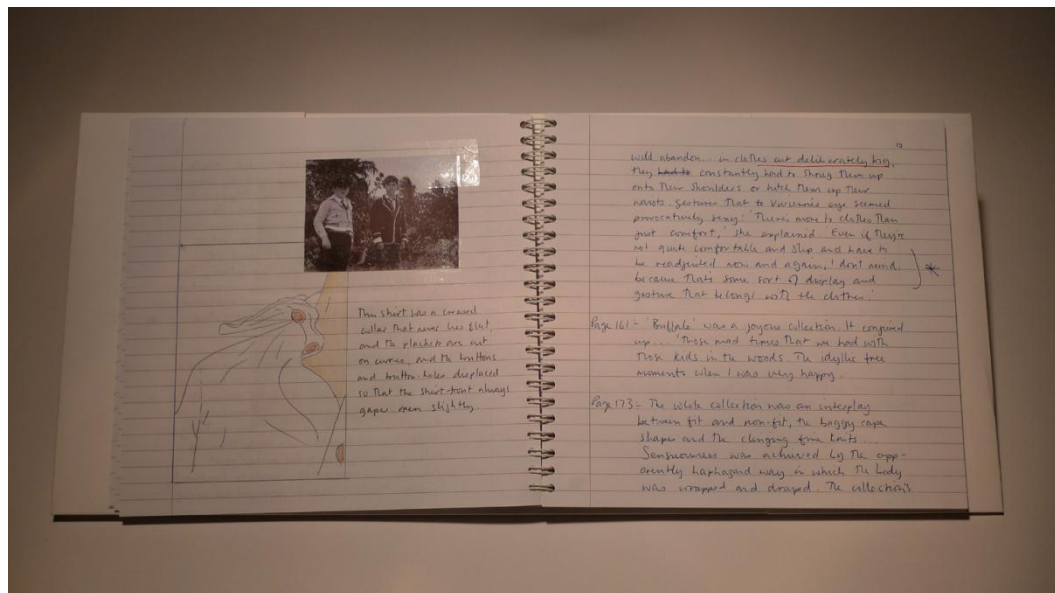 This shirt has a creased
collar that never lies flat,
and the plackets are cut
on curves, and the buttons
and button-holes displaced
so that the shirt-front always
gapes open slightly.
10
wild abandon... in clothes cut deliberately big,
they had to constantly had to shrug them up
onto their shoulders or hitch them up their
waists. Gestures that to Vivienne's eye seemed
provocatively sexy: 'There's more to clothes than
just comfort,' she explained. 'Even if they're
not quite comfortable and slip and have to
be readjusted now and again, I don't mind,
because that's some sort of display and
gesture that belongs with the clothes.'
*
Page 161 - 'Buffalo' was a joyous collection. It conjured
up... 'Those mad times that we had with
those kids in the woods. The idyllic free
moments when I was very happy.
Page 173 - The whole collection was an interplay
between fit and non-fit, the baggy cape
shapes and the clinging fine knits...
Sensuousness was achieved by the app-
arently haphazard way in which the body
was wrapped and draped. The collection's